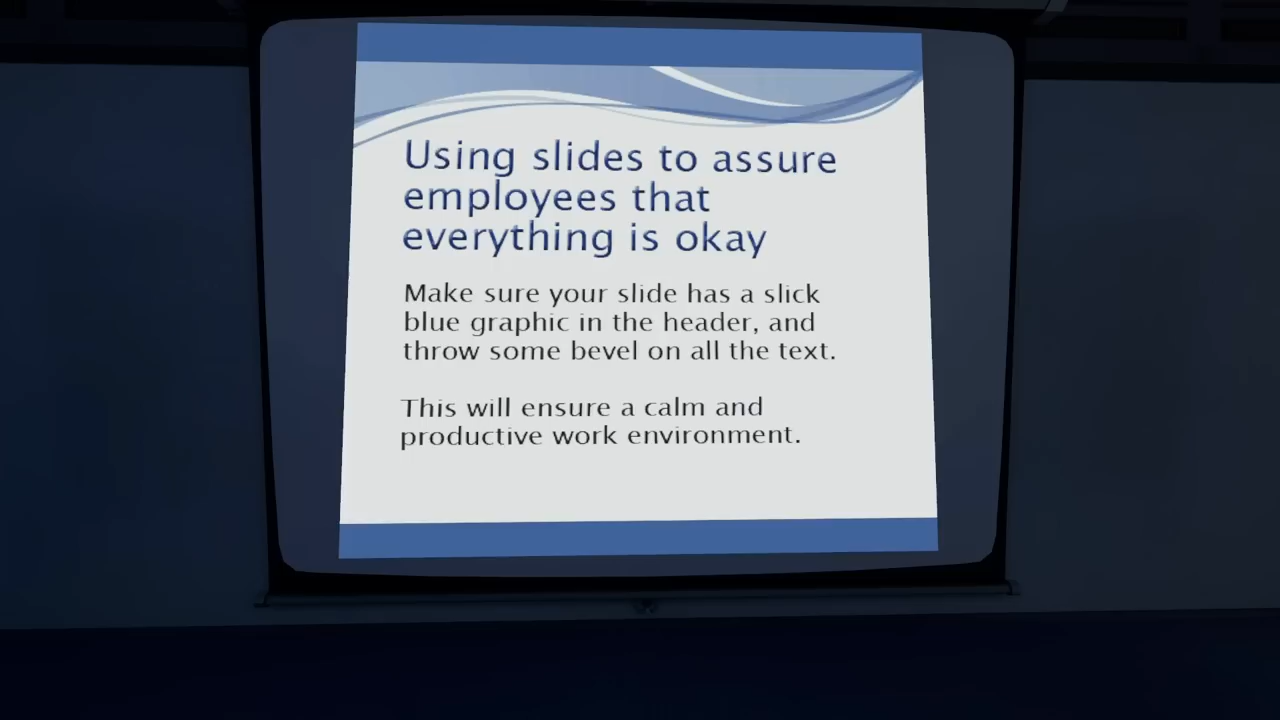 Using slides to assure
employees that
everything is okay
Make sure your slide has a slick
blue graphic in the header, and
throw some bevel on all the text.
This will ensure a calm and
productive work environment.